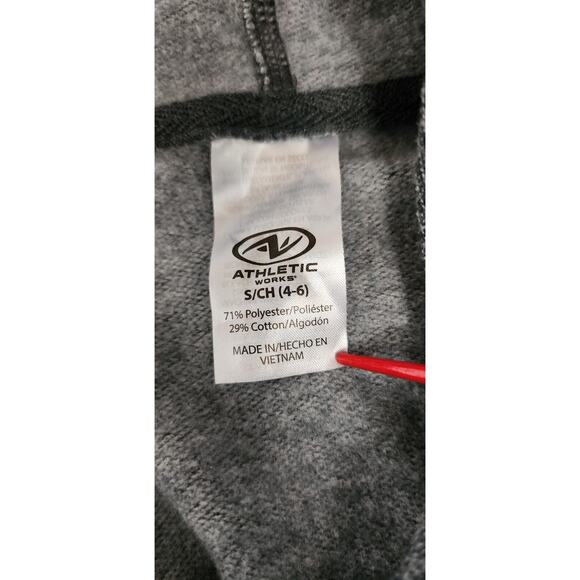 ATHLETIC
WORKS®
S/CH (4-6)
71% Polyester/Poliéster
29% Cotton/Algodón
MADE IN/HECHO EN
VIETNAM